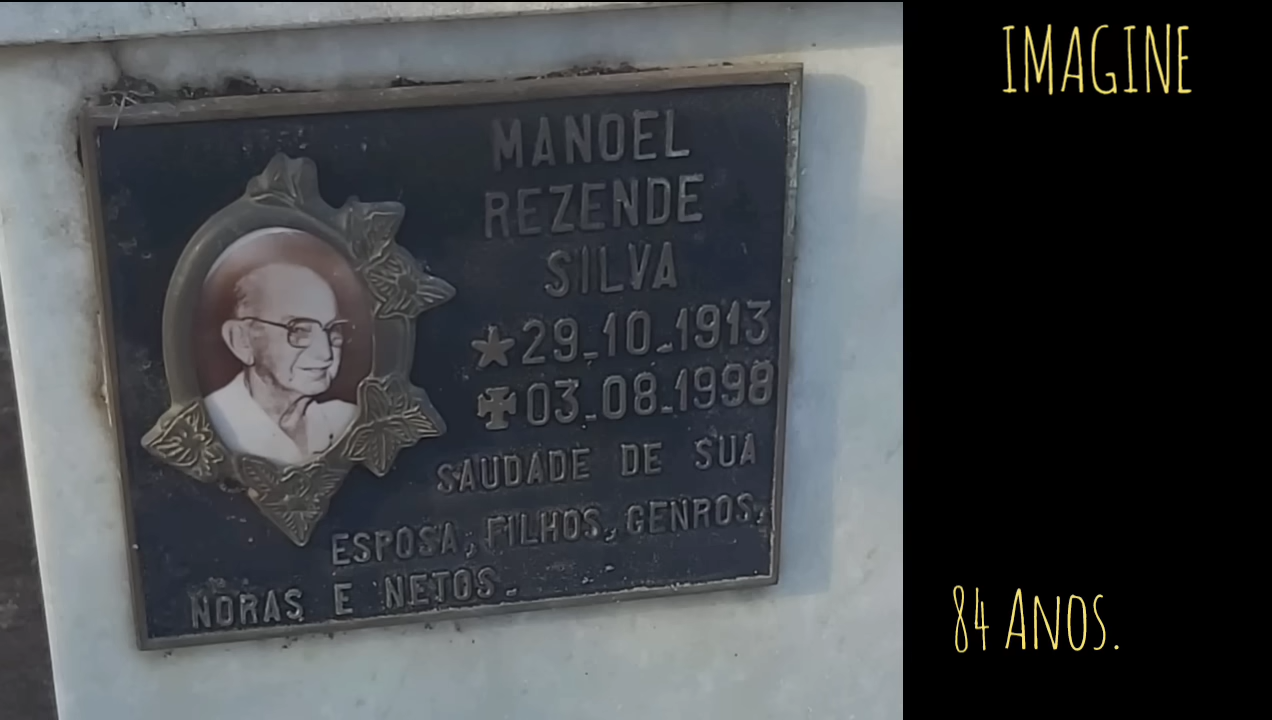 MANOEL
REZENDE
SILVA
29-10-1913
03-08-1998
SAUDADE DE SUA
ESPOSA, FILHOS, GENROS,
NORAS E NETOS.
IMAGINE
84 ANOS.